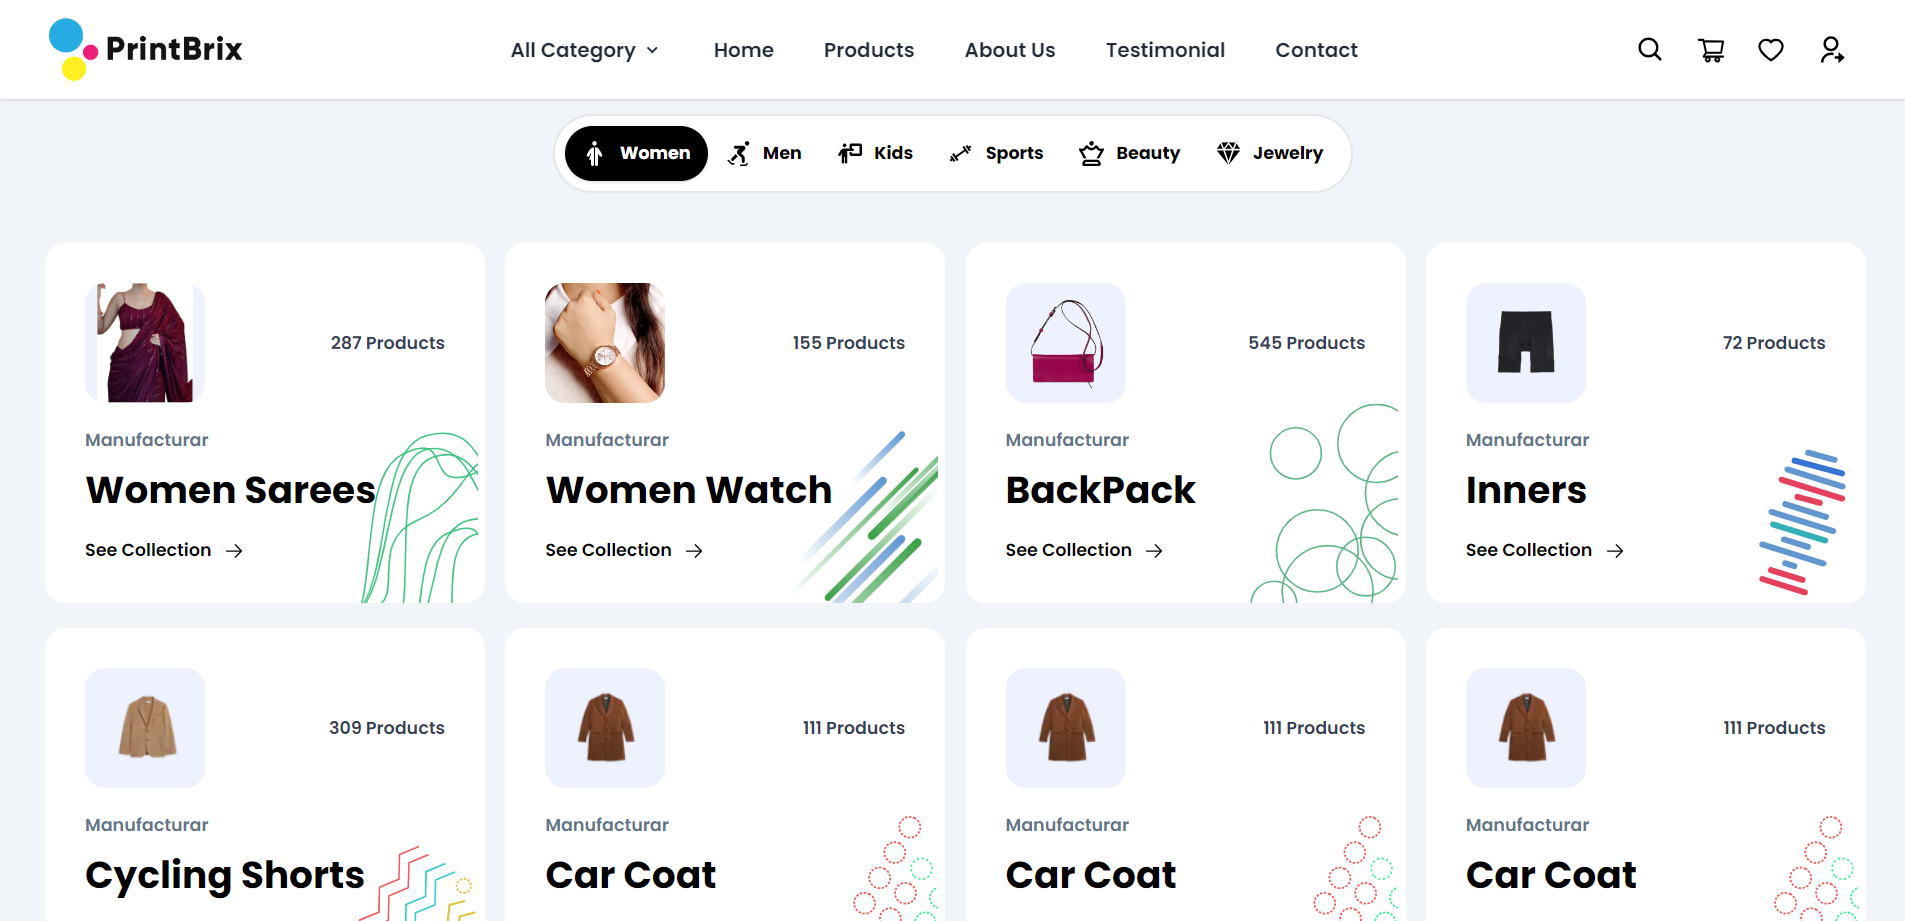 PrintBrix
All Category Home Products About Us Testimonial Contact
Women Men Kids Sports Beauty Jewelry
287 Products
Manufacturar
Women Sarees
See Collection
155 Products
Manufacturar
Women Watch
See Collection
545 Products
Manufacturar
BackPack
See Collection
72 Products
Manufacturar
Inners
See Collection
309 Products
Manufacturar
Cycling Shorts
111 Products
Manufacturar
Car Coat
111 Products
Manufacturar
Car Coat
111 Products
Manufacturar
Car Coat